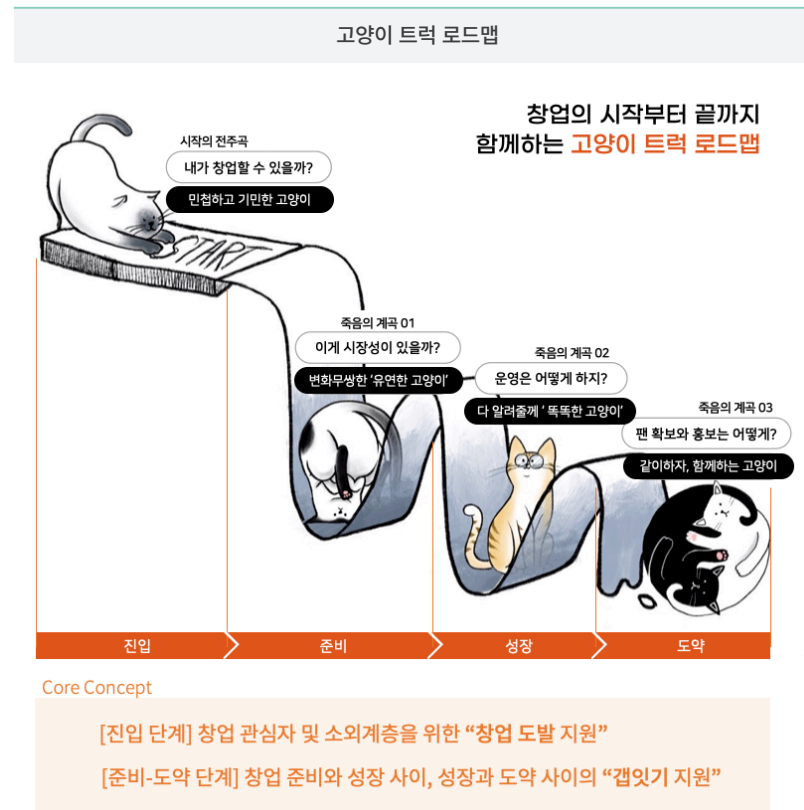 고양이 트럭 로드맵
창업의 시작부터 끝까지
함께하는 고양이 트럭 로드맵
시작의 전주곡
내가 창업할 수 있을까?
민첩하고 기민한 고양이
START
죽음의 계곡 01
이게 시장성이 있을까?
변화무쌍한 ‘유연한 고양이’
죽음의 계곡 02
운영은 어떻게 하지?
다 알려줄께 ‘ 똑똑한 고양이’
죽음의 계곡 03
팬 확보와 홍보는 어떻게?
같이하자, 함께하는 고양이
진입
준비
성장
도약
Core Concept
[진입 단계] 창업 관심자 및 소외계층을 위한 “창업 도발 지원”
[준비-도약 단계] 창업 준비와 성장 사이, 성장과 도약 사이의 “갭잇기 지원”